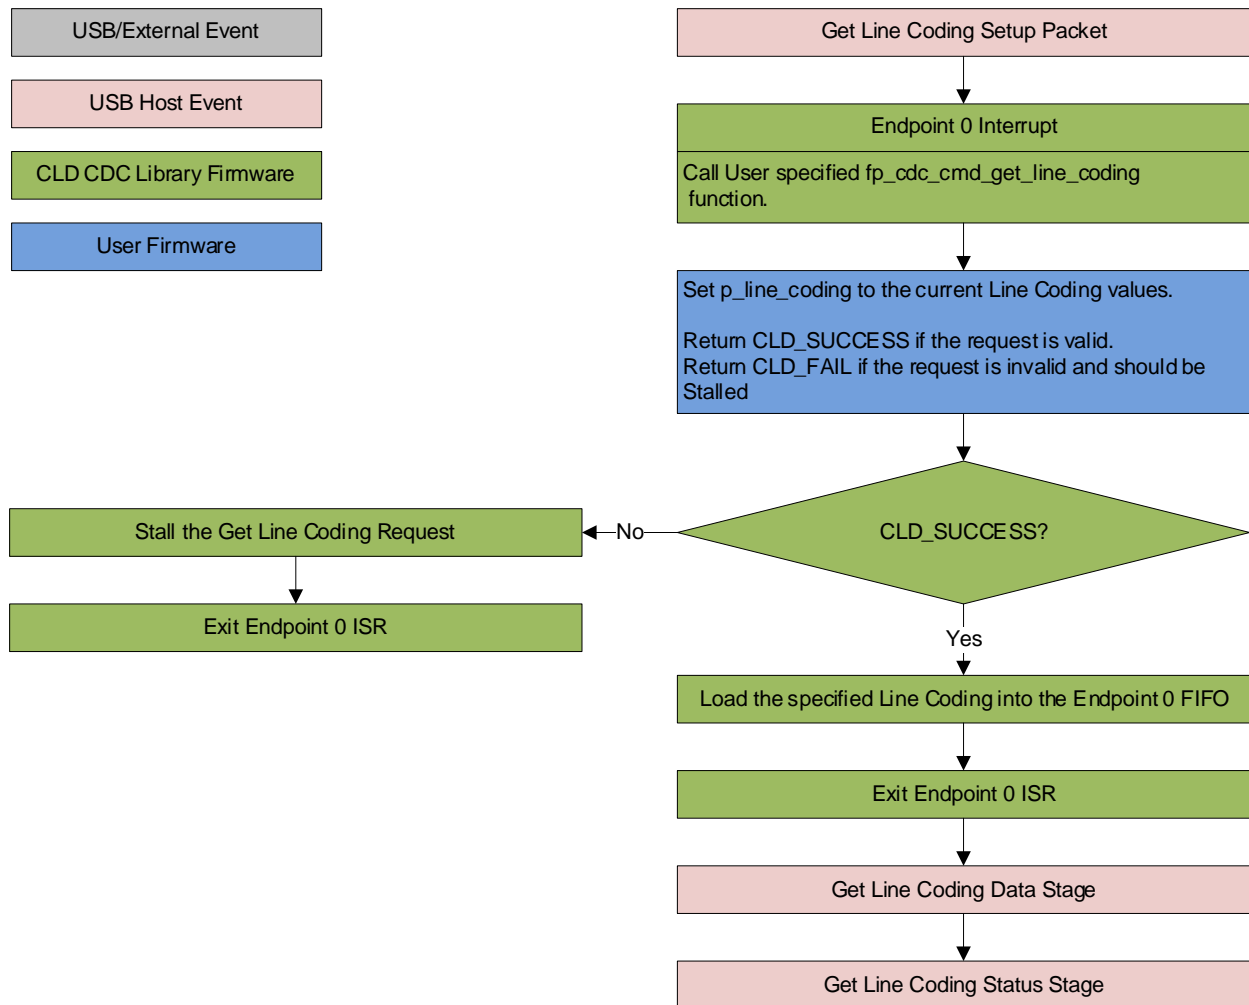 USB/External Event
USB Host Event
CLD CDC Library Firmware
User Firmware
Get Line Coding Setup Packet
Endpoint 0 Interrupt
Call User specified fp_cdc_cmd_get_line_coding
function.
Set p_line_coding to the current Line Coding values.
Return CLD_SUCCESS if the request is valid.
Return CLD_FAIL if the request is invalid and should be
Stalled
CLD_SUCCESS?
No
Stall the Get Line Coding Request
Exit Endpoint 0 ISR
Yes
Load the specified Line Coding into the Endpoint 0 FIFO
Exit Endpoint 0 ISR
Get Line Coding Data Stage
Get Line Coding Status Stage